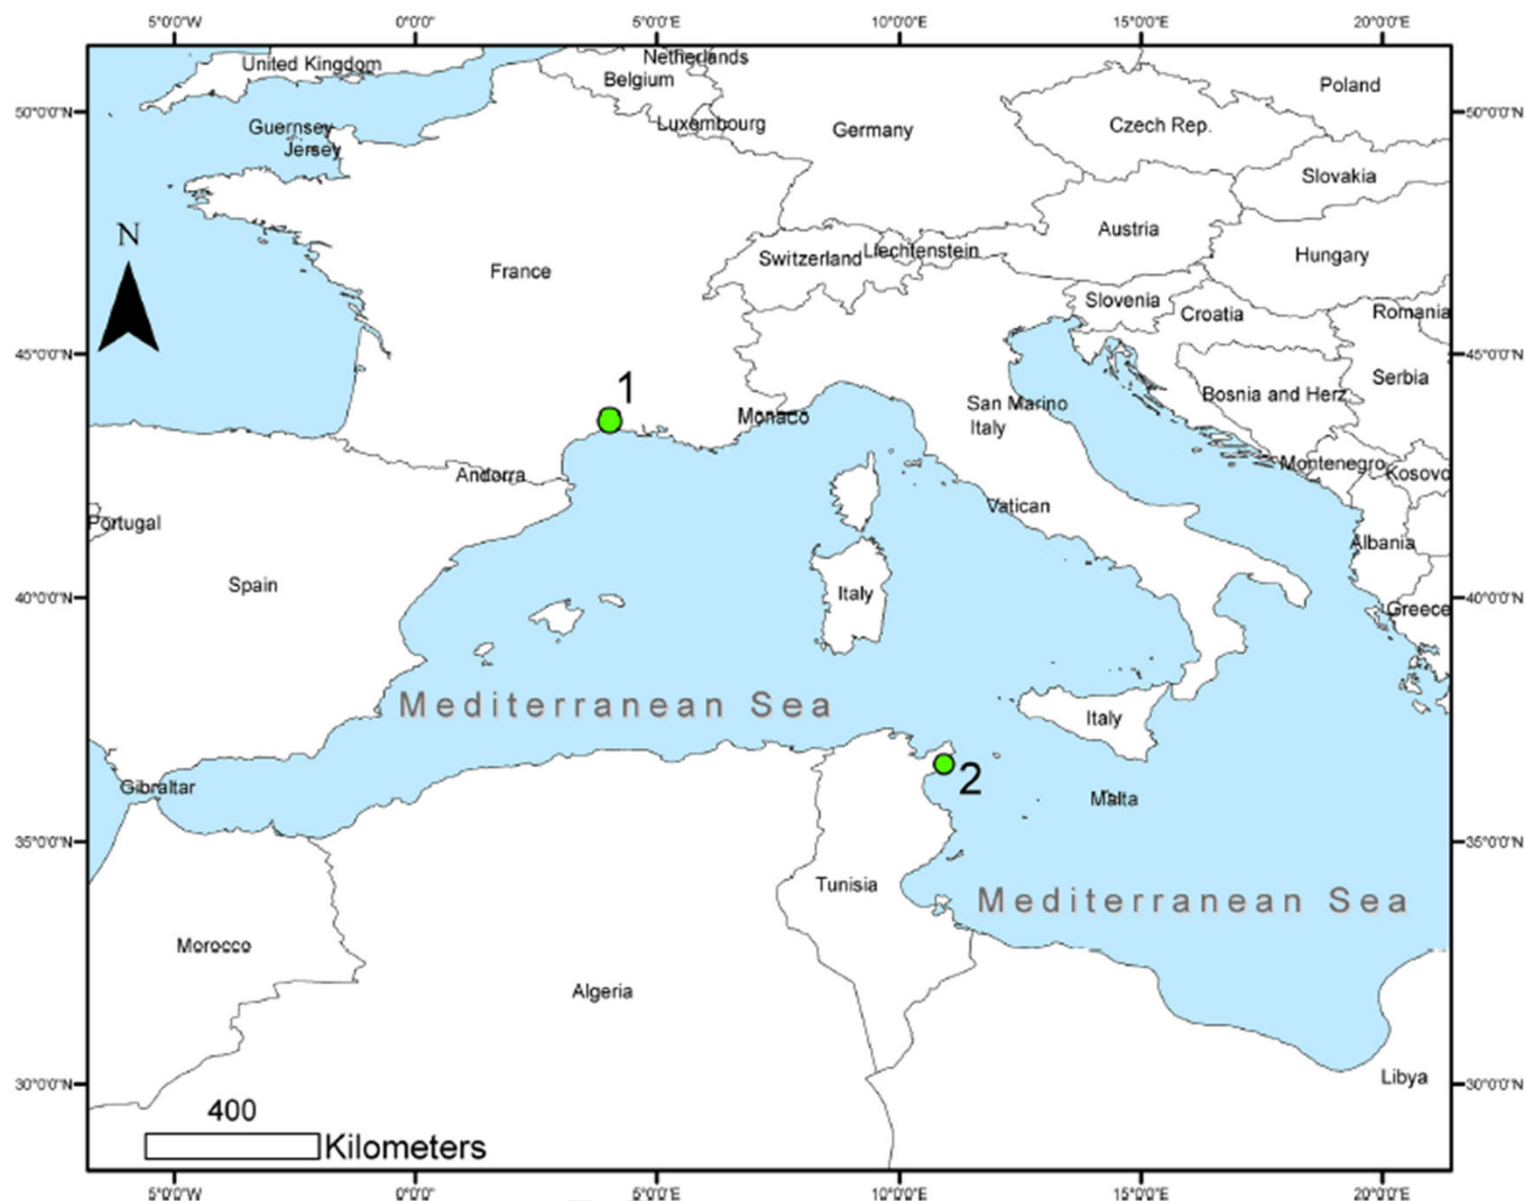 5°0'0"W 0°0'0" 5°0'0"E 10°0'0"E 15°0'0"E 20°0'0"E
United Kingdom
Netherlands
Belgium
Poland
50°0'0"N
50°0'0"N
Guernsey
Luxembourg
Germany
Czech Rep.
Jersey
Slovakia
N
Austria
France
Switzerland
Liechtenstein
Hungary
Slovenia
Croatia
Romania
45°0'0"N
45°0'0"N
1
Serbia
Bosnia and Herz
Monaco
San Marino
Italy
Andorra
Montenegro
Kosovo
Vatican
Portugal
Albania
Spain
Italy
40°0'0"N
40°0'0"N
Greece
Mediterranean Sea
Italy
Gibraltar
2
Malta
35°0'0"N
35°0'0"N
Tunisia
Mediterranean Sea
Morocco
Algeria
30°0'0"N
30°0'0"N
Libya
400
Kilometers
5°0'0"W 0°0'0" 5°0'0"E 10°0'0"E 15°0'0"E 20°0'0"E